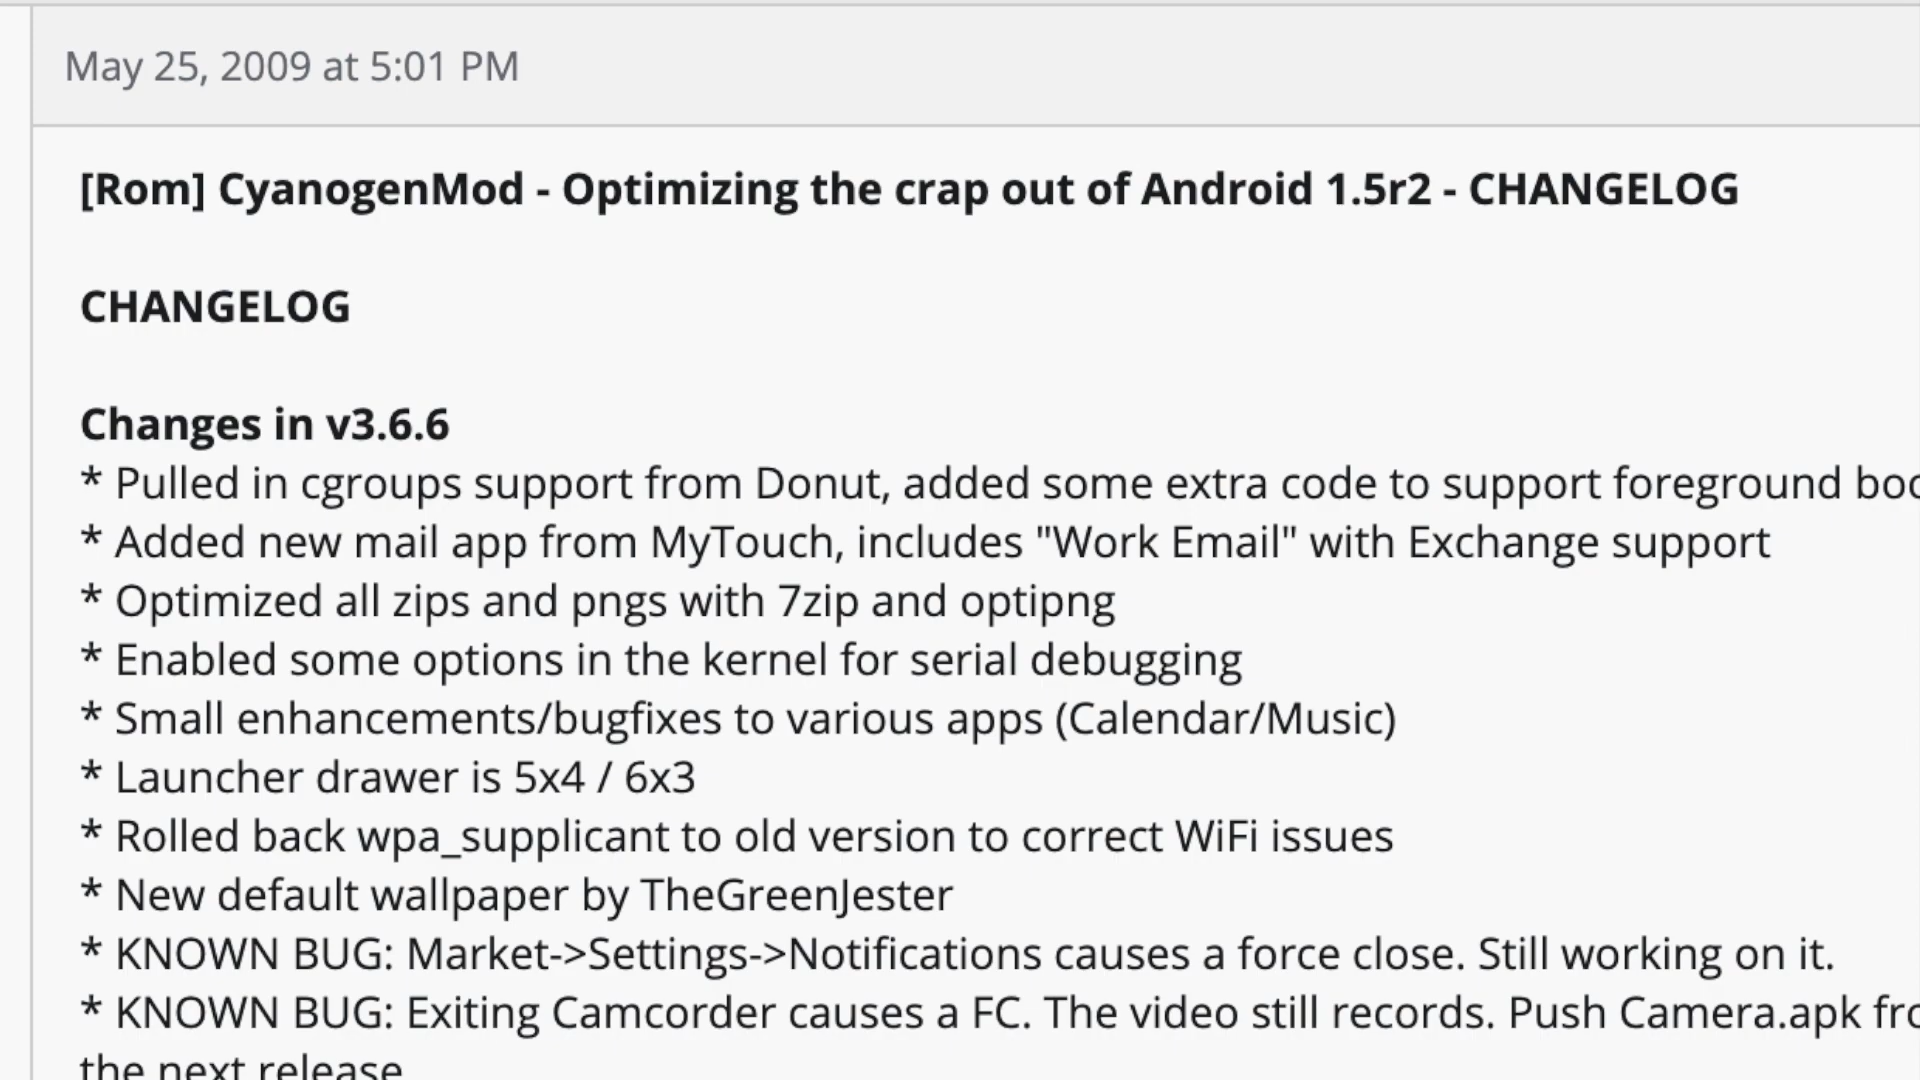 May 25, 2009 at 5:01 PM
[Rom] CyanogenMod - Optimizing the crap out of Android 1.5r2 - CHANGELOG
CHANGELOG
Changes in v3.6.6
* Pulled in cgroups support from Donut, added some extra code to support foreground
* Added new mail app from MyTouch, includes "Work Email" with Exchange support
* Optimized all zips and pngs with 7zip and optipng
* Enabled some options in the kernel for serial debugging
* Small enhancements/bugfixes to various apps (Calendar/Music)
* Launcher drawer is 5x4 / 6x3
* Rolled back wpa_supplicant to old version to correct WiFi issues
* New default wallpaper by TheGreenJester
* KNOWN BUG: Market->Settings->Notifications causes a force close. Still working on it.
* KNOWN BUG: Exiting Camcorder causes a FC. The video still records. Push Camera.apk
the next release